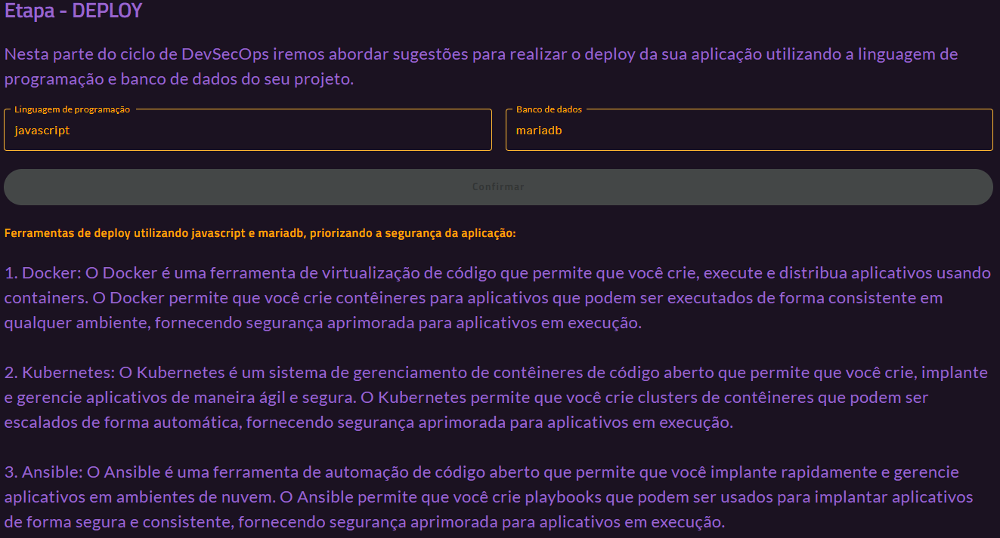 Etapa - DEPLOY
Nesta parte do ciclo de DevSecOps iremos abordar sugestões para realizar o deploy da sua aplicação utilizando a linguagem de
programação e banco de dados do seu projeto.
Linguagem de programação
javascript
Banco de dados
mariadb
Confirmar
Ferramentas de deploy utilizando javascript e mariadb, priorizando a segurança da aplicação:
1. Docker: O Docker é uma ferramenta de virtualização de código que permite que você crie, execute e distribua aplicativos usando
containers. O Docker permite que você crie contêineres para aplicativos que podem ser executados de forma consistente em
qualquer ambiente, fornecendo segurança aprimorada para aplicativos em execução.
2. Kubernetes: O Kubernetes é um sistema de gerenciamento de contêineres de código aberto que permite que você crie, implante
e gerencie aplicativos de maneira ágil e segura. O Kubernetes permite que você crie clusters de contêineres que podem ser
escalados de forma automática, fornecendo segurança aprimorada para aplicativos em execução.
3. Ansible: O Ansible é uma ferramenta de automação de código aberto que permite que você implante rapidamente e gerencie
aplicativos em ambientes de nuvem. O Ansible permite que você crie playbooks que podem ser usados para implantar aplicativos
de forma segura e consistente, fornecendo segurança aprimorada para aplicativos em execução.